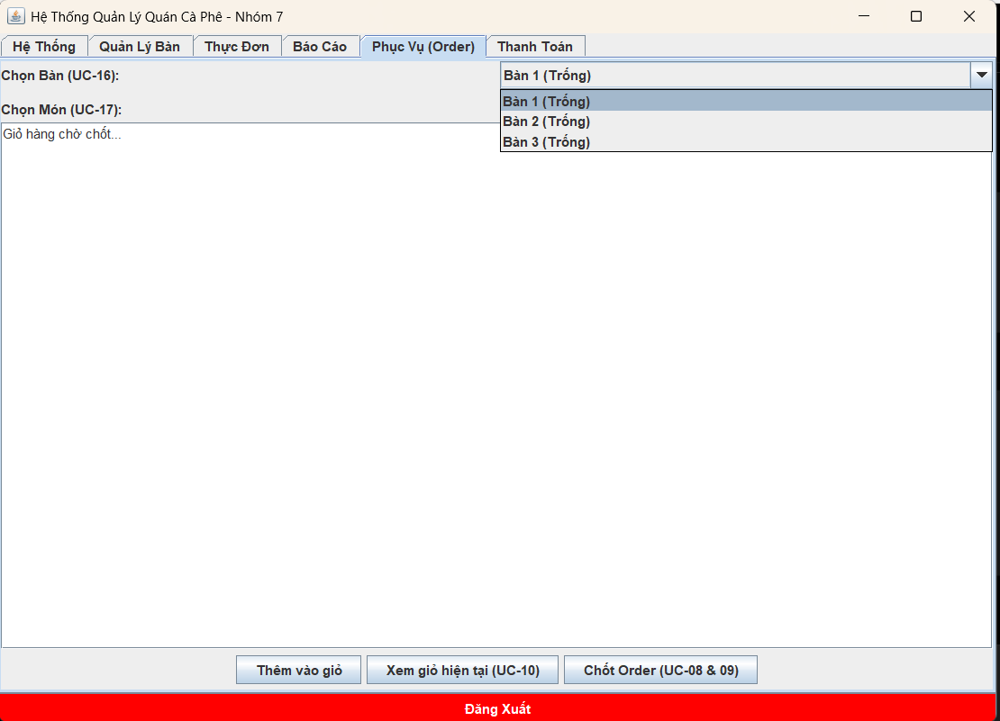 Hệ Thống Quản Lý Quán Cà Phê - Nhóm 7
Hệ Thống Quản Lý Bàn Thực Đơn Báo Cáo Phục Vụ (Order) Thanh Toán
Chọn Bàn (UC-16): Bàn 1 (Trống)
Bàn 1 (Trống)
Chọn Món (UC-17):
Bàn 2 (Trống)
Giỏ hàng chờ chốt...
Bàn 3 (Trống)
Thêm vào giỏ Xem giỏ hiện tại (UC-10) Chốt Order (UC-08 & 09)
Đăng Xuất